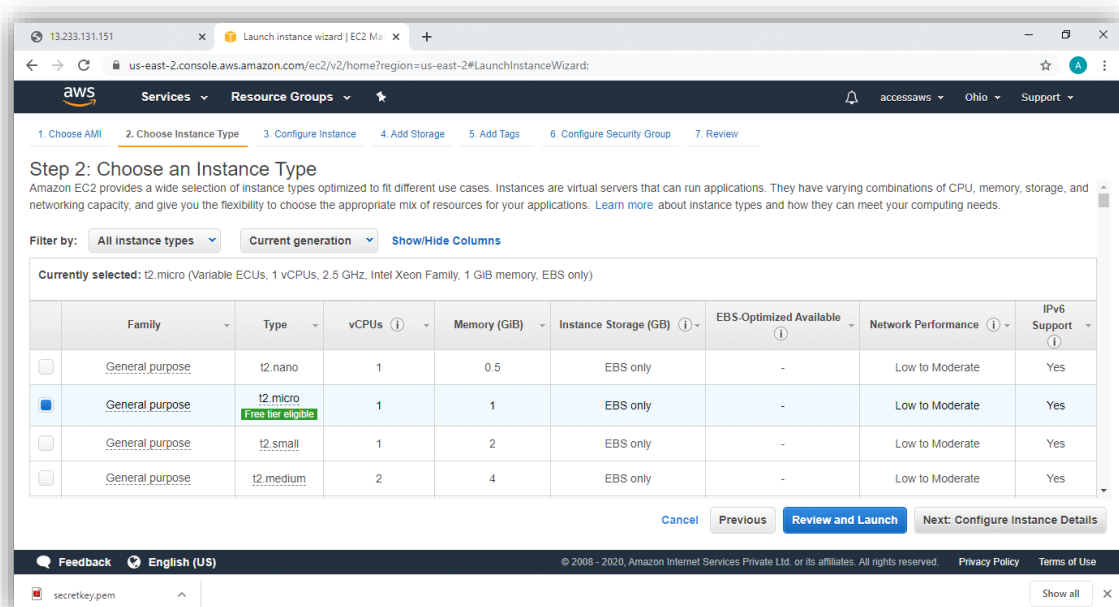 13.233.131.151
Launch instance wizard | EC2 Ma
us-east-2.console.aws.amazon.com/ec2/v2/home?region=us-east-2#LaunchInstanceWizard:
A
aws Services Resource Groups accessaws Ohio Support
1. Choose AMI 2. Choose Instance Type 3. Configure Instance 4. Add Storage 5. Add Tags 6. Configure Security Group 7. Review
Step 2: Choose an Instance Type
Amazon EC2 provides a wide selection of instance types optimized to fit different use cases. Instances are virtual servers that can run applications. They have varying combinations of CPU, memory, storage, and
networking capacity, and give you the flexibility to choose the appropriate mix of resources for your applications. Learn more about instance types and how they can meet your computing needs.
Filter by: All instance types Current generation Show/Hide Columns
Currently selected: t2.micro (Variable ECUs, 1 vCPUs, 2.5 GHz, Intel Xeon Family, 1 GiB memory, EBS only)
Family Type vCPUs Memory (GiB) Instance Storage (GB) EBS-Optimized Available Network Performance IPv6 Support
General purpose t2.nano 1 0.5 EBS only - Low to Moderate Yes
General purpose t2.micro Free tier eligible 1 1 EBS only - Low to Moderate Yes
General purpose t2.small 1 2 EBS only - Low to Moderate Yes
General purpose t2.medium 2 4 EBS only - Low to Moderate Yes
Cancel Previous Review and Launch Next: Configure Instance Details
Feedback English (US) © 2008 - 2020, Amazon Internet Services Private Ltd. or its affiliates. All rights reserved. Privacy Policy Terms of Use
secretkey.pem Show all